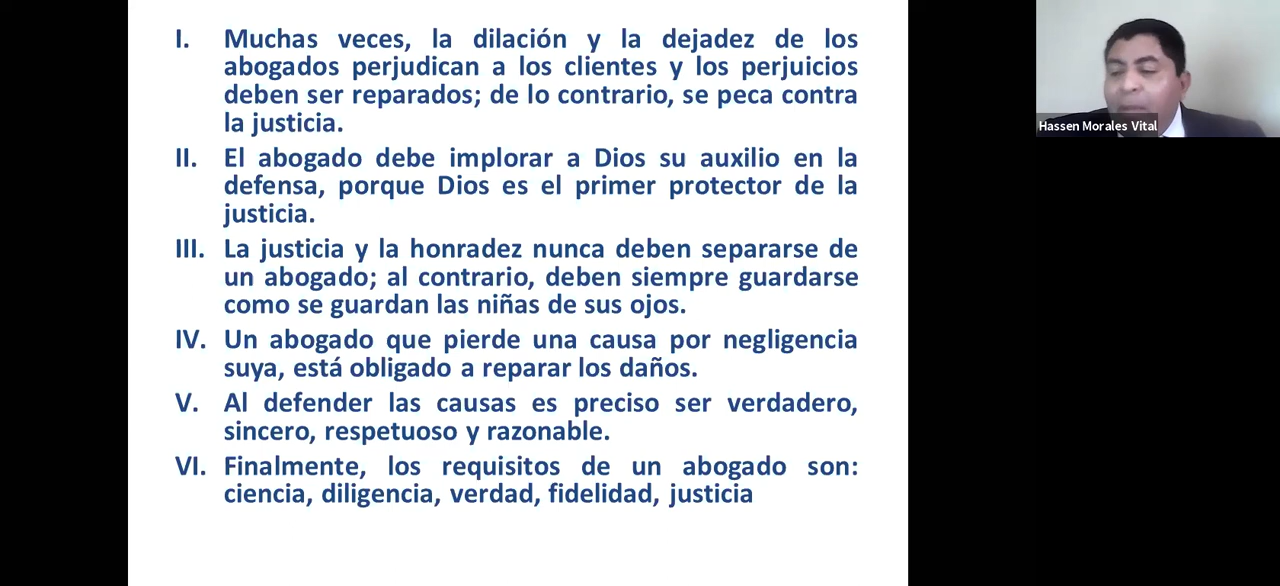 I. Muchas veces, la dilación y la dejadez de los
abogados perjudican a los clientes y los perjuicios
deben ser reparados; de lo contrario, se peca contra
la justicia.
II. El abogado debe implorar a Dios su auxilio en la
defensa, porque Dios es el primer protector de la
justicia.
III. La justicia y la honradez nunca deben separarse de
un abogado; al contrario, deben siempre guardarse
como se guardan las niñas de sus ojos.
IV. Un abogado que pierde una causa por negligencia
suya, está obligado a reparar los daños.
V. Al defender las causas es preciso ser verdadero,
sincero, respetuoso y razonable.
VI. Finalmente, los requisitos de un abogado son:
ciencia, diligencia, verdad, fidelidad, justicia
Hassen Morales Vital